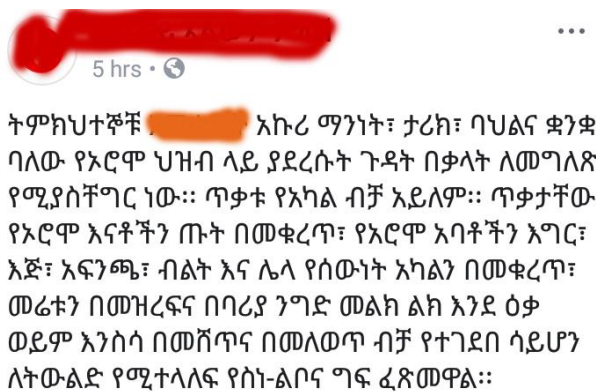 5 hrs •
ትምክህተኞቹ አኩሪ ማንነት፣ ታሪክ፣ ባህልና ቋንቋ
ባለው የኦሮሞ ህዝብ ላይ ያደረሱት ጉዳት በቃላት ለመግለጽ
የሚያስቸግር ነው፡፡ ጥቃቱ የአካል ብቻ አይለም፡፡ ጥቃታቸው
የኦሮሞ እናቶችን ጡት በመቁረጥ፣ የአሮሞ አባቶችን እግር፣
እጅ፣ አፍንጫ፣ ብልት እና ሌላ የሰውነት አካልን በመቁረጥ፣
መሬቱን በመዝረፍና በባሪያ ንግድ መልክ ልክ እንደ ዕቃ
ወይም እንስሳ በመሸጥና በመለወጥ ብቻ የተገደበ ሳይሆን
ለትውልድ የሚተላለፍ የስነ-ልቦና ግፍ ፈጽመዋል፡፡